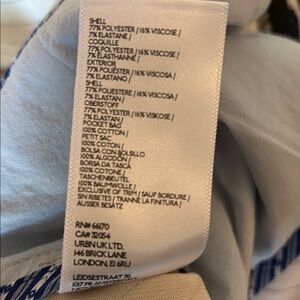 SHELL
77% POLYESTER / 16% VISCOSE /
7% ELASTANE /
COQUILLE
77% POLYESTER / 16% VISCOSE /
7% ÉLASTHANNE /
EXTERIOR
77% POLIÉSTER / 16% VISCOSA /
7% ELASTANO /
SHELL
77% POLIESTERE / 16% VISCOSA /
7% ELASTAN /
OBERSTOFF
77% POLYESTER / 16% VISKOSE /
7% ELASTAN /
POCKET BAG
100% COTTON /
PETIT SAC
100% COTON /
BOLSA CON BOLSILLO
100% ALGODÓN /
BORSA DA TASCA
100% COTONE /
TASCHENBEUTEL
100% BAUMWOLLE /
EXCLUSIVE OF TRIM / SAUF BORDURE /
SIN RIBETES / TRANNE LA FINITURA /
AUSSER BESÄTZ
RN# 66170
CA# 32054
URBN UK LTD.
146 BRICK LANE
LONDON, E1 6RU
LEIDSESTRAAT
1017